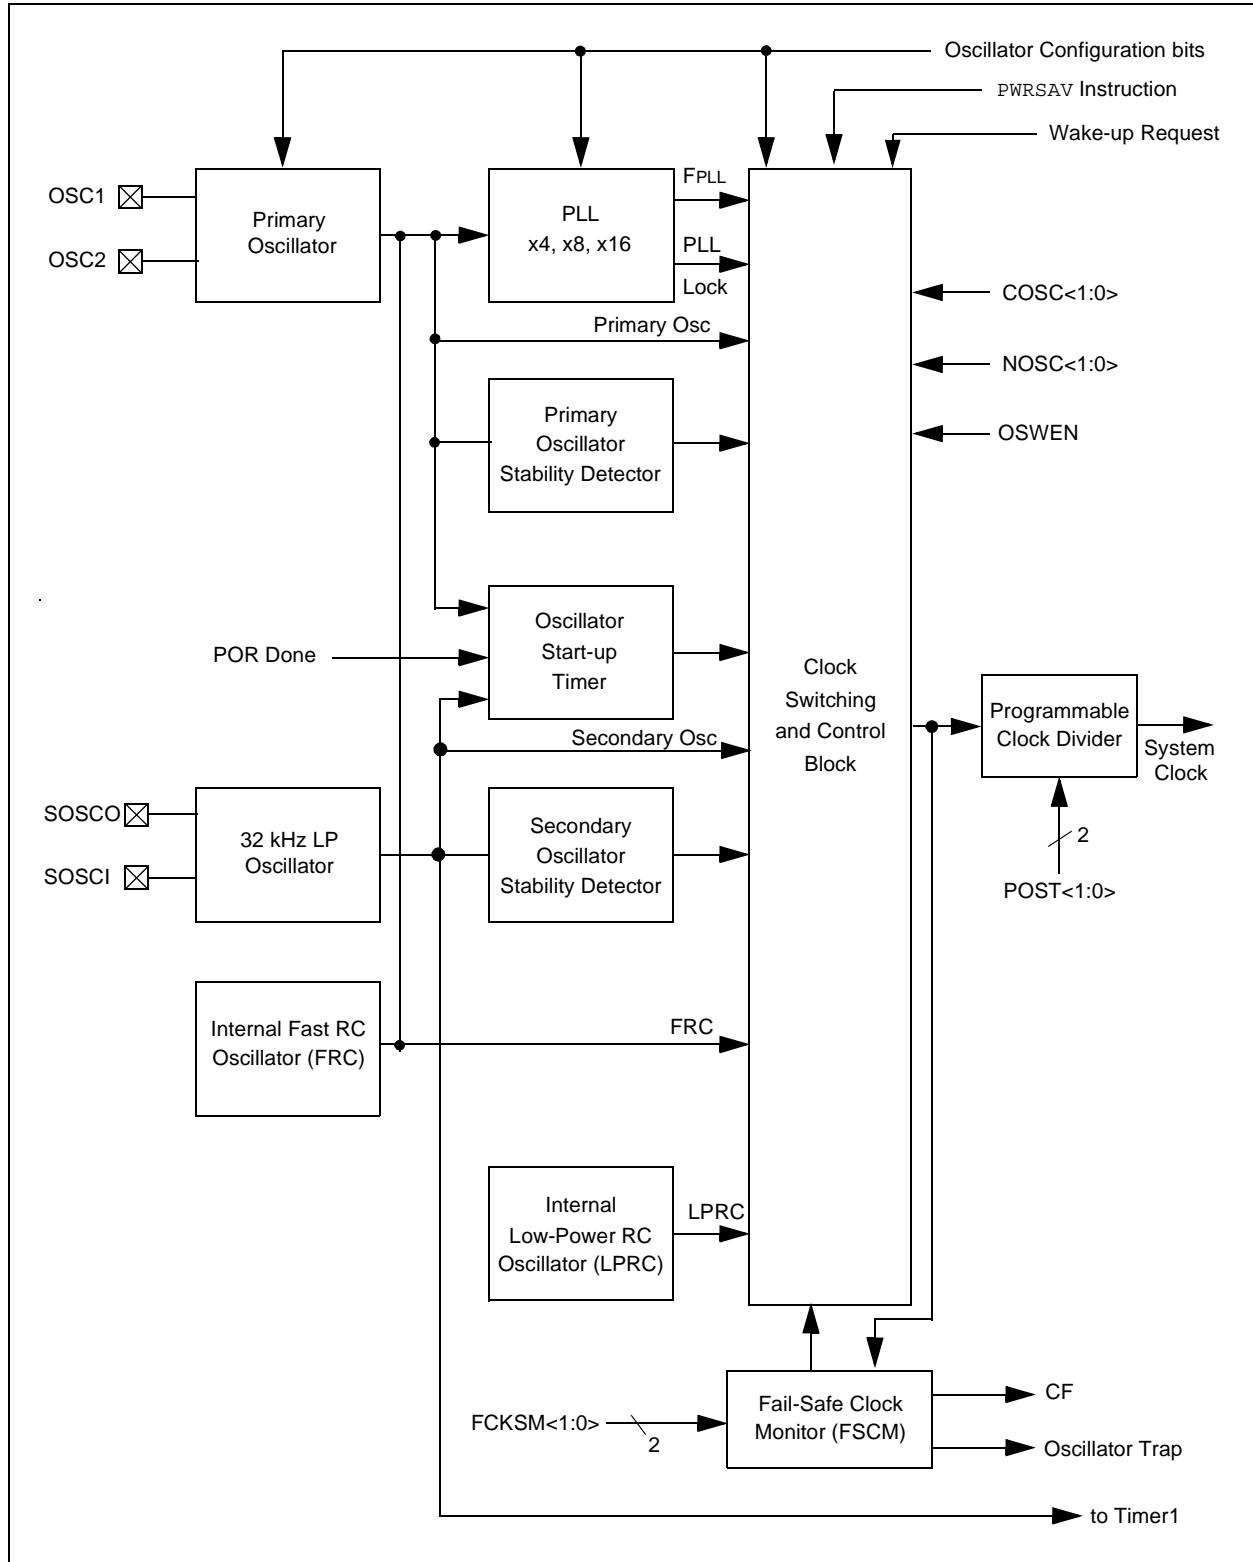 Oscillator Configuration bits
PWRSAV Instruction
Wake-up Request
OSC1
OSC2
Primary
Oscillator
PLL
x4, x8, x16
FPLL
PLL
Lock
COSC<1:0>
Primary Osc
NOSC<1:0>
Primary
Oscillator
Stability Detector
OSWEN
Oscillator
Start-up
Timer
POR Done
Clock
Switching
and Control
Block
Programmable
Clock Divider
System
Clock
Secondary Osc
SOSCO
SOSCI
32 kHz LP
Oscillator
Secondary
Oscillator
Stability Detector
2
POST<1:0>
Internal Fast RC
Oscillator (FRC)
FRC
Internal
Low-Power RC
Oscillator (LPRC)
LPRC
FCKSM<1:0>
2
Fail-Safe Clock
Monitor (FSCM)
CF
Oscillator Trap
to Timer1